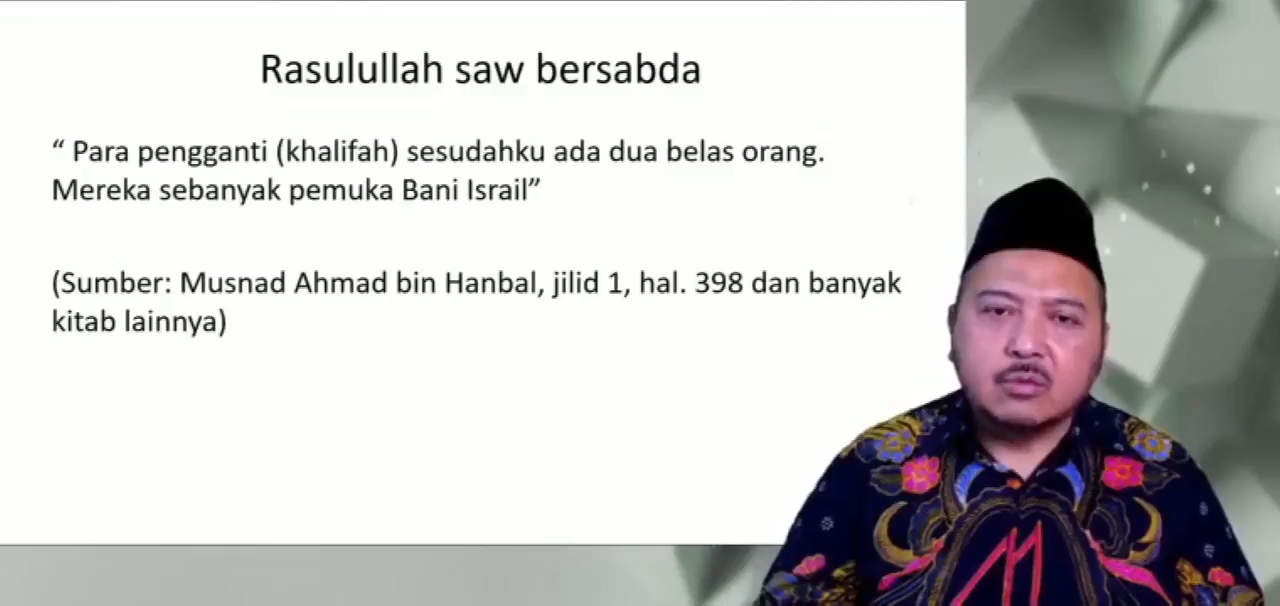 Rasulullah saw bersabda
“ Para pengganti (khalifah) sesudahku ada dua belas orang.
Mereka sebanyak pemuka Bani Israil”
(Sumber: Musnad Ahmad bin Hanbal, jilid 1, hal. 398 dan banyak
kitab lainnya)